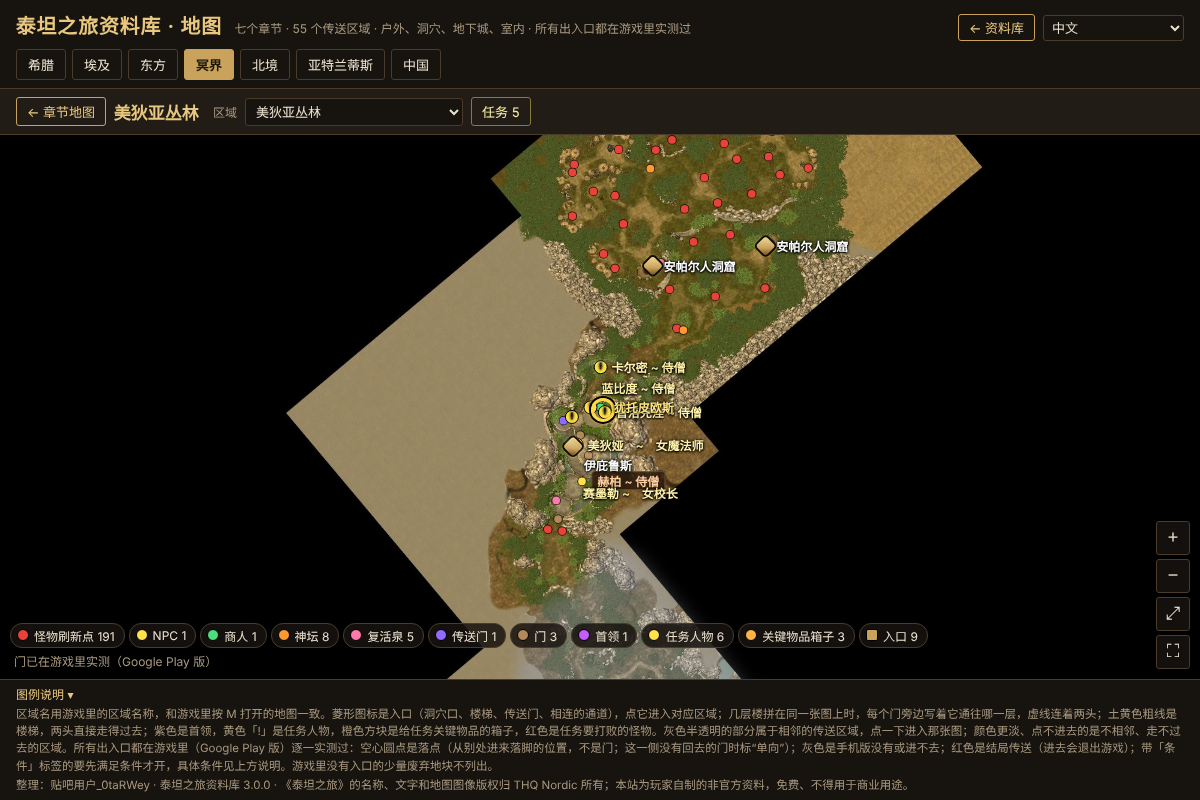 泰坦之旅资料库 · 地图
七个章节 · 55 个传送区域 · 户外、洞穴、地下城、室内 · 所有出入口都在游戏里实测过
← 资料库
中文
希腊
埃及
东方
冥界
北境
亚特兰蒂斯
中国
← 章节地图
美狄亚丛林
区域
美狄亚丛林
任务 5
安帕尔人洞窟
安帕尔人洞窟
卡尔密 ~ 侍僧
蓝比度 ~ 侍僧
犹托皮欧斯
侍僧
美狄娅 ~ 女魔法师
伊庇鲁斯
赫柏 ~ 侍僧
赛墨勒 ~ 女校长
+
−
怪物刷新点 191
NPC 1
商人 1
神坛 8
复活泉 5
传送门 1
门 3
首领 1
任务人物 6
关键物品箱子 3
入口 9
门已在游戏里实测（Google Play 版）
图例说明 ▾
区域名用游戏里的区域名称，和游戏里按 M 打开的地图一致。菱形图标是入口（洞穴口、楼梯、传送门、相连的通道），点它进入对应区域；几层楼拼在同一张图上时，每个门旁边写着它通往哪一层，虚线连着两头；土黄色粗线是
楼梯，两头直接走得过去；紫色是首领，黄色「!」是任务人物，橙色方块是给任务关键物品的箱子，红色是任务要打败的怪物。灰色半透明的部分属于相邻的传送区域，点一下进入那张图；颜色更淡、点不进去的是不相邻、走不过
去的区域。所有出入口都在游戏里（Google Play 版）逐一实测过：空心圆点是落点（从别处进来落脚的位置，不是门；这一侧没有回去的门时标“单向”）；灰色是手机版没有或进不去；红色是结局传送（进去会退出游戏）；带「条
件」标签的要先满足条件才开，具体条件见上方说明。游戏里没有入口的少量废弃地块不列出。
整理：贴吧用户_0taRWey · 泰坦之旅资料库 3.0.0 · 《泰坦之旅》的名称、文字和地图图像版权归 THQ Nordic 所有；本站为玩家自制的非官方资料，免费、不得用于商业用途。